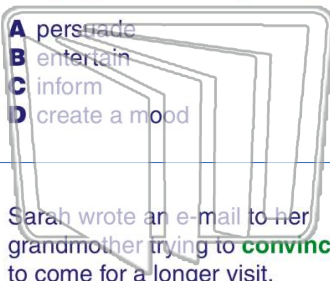 A persuade
B entertain
C inform
D create a mood
Sarah wrote an e-mail to her
grandmother trying to convinc
to come for a longer visit.